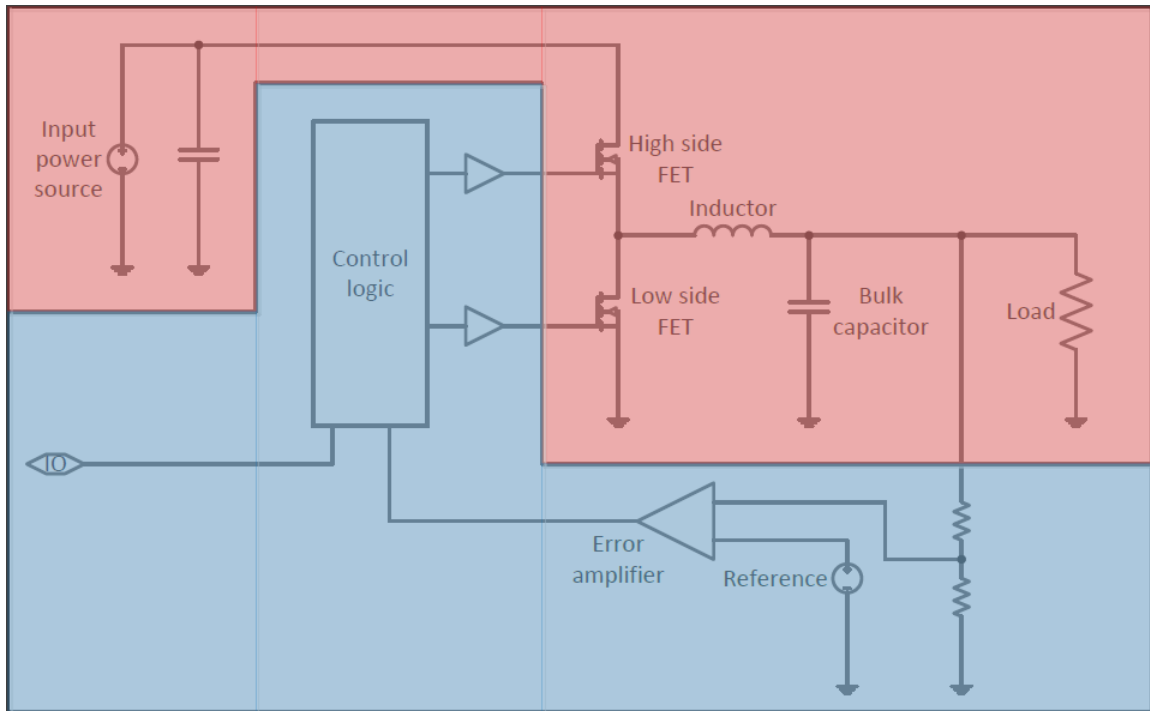 Input
power
source
High side
FET
Inductor
Control
logic
Low side
FET
Bulk
capacitor
Load
IO
Error
amplifier
Reference